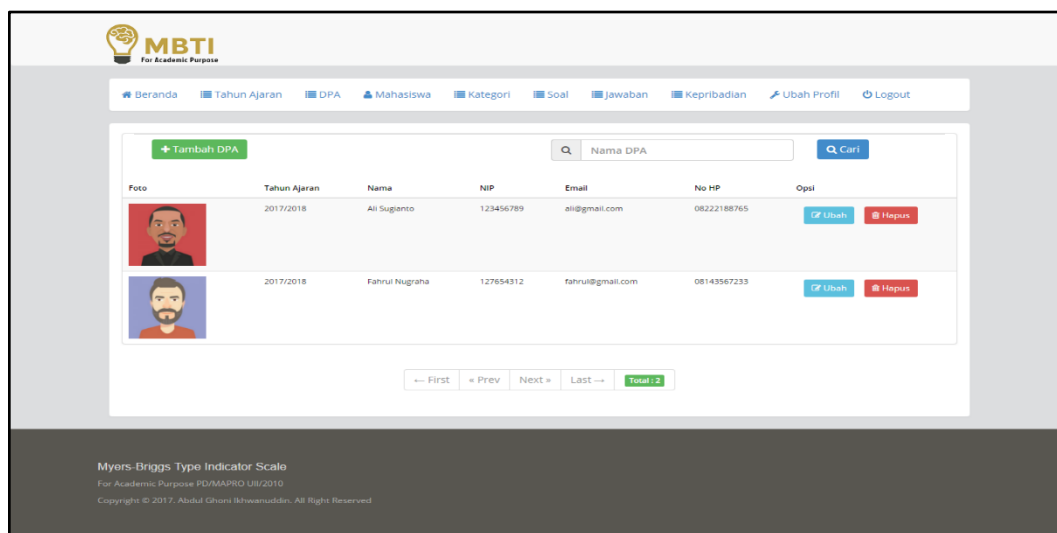 MBTI
For Academic Purpose
Beranda Tahun Ajaran DPA Mahasiswa Kategori Soal Jawaban Kepribadian Ubah Profil Logout
Tambah DPA Nama DPA Cari
Foto Tahun Ajaran Nama NIP Email No HP Opsi
2017/2018 Ali Sugianto 123456789 ali@gmail.com 08222188765 Ubah Hapus
2017/2018 Fahrul Nugraha 127654312 fahrul@gmail.com 08143567233 Ubah Hapus
← First « Prev Next » Last → Total : 2
Myers-Briggs Type Indicator Scale
For Academic Purpose PD/MAPRO UII/2010
Copyright © 2017. Abdul Ghoni Ikhwanuddin. All Right Reserved